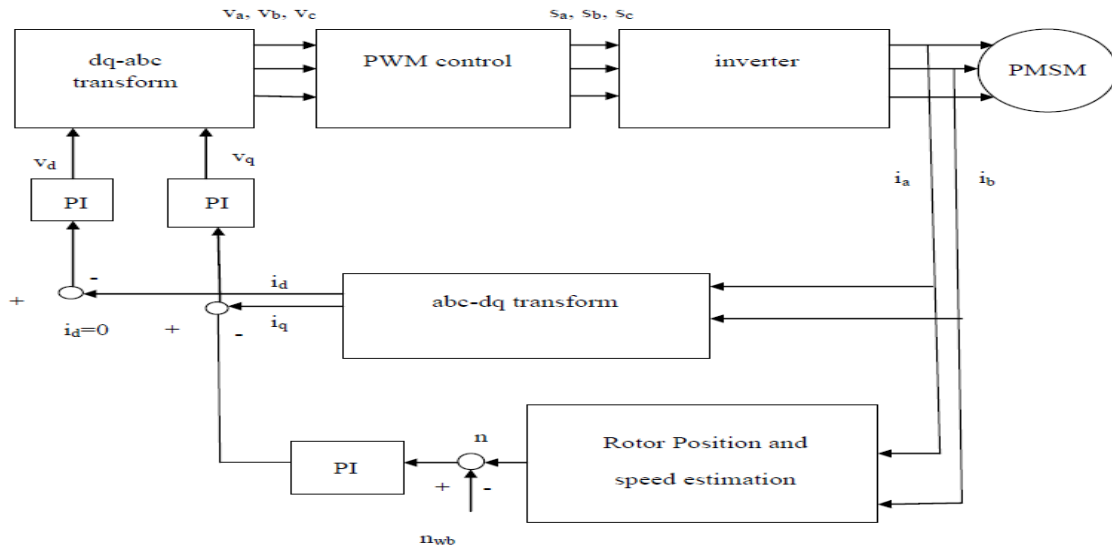 va, vb, vc
sa, sb, sc
dq-abc
transform
PWM control
inverter
PMSM
vd
vq
PI
PI
ia
ib
-
+
id
abc-dq transform
id=0
+
-
iq
n
Rotor Position and
speed estimation
PI
+
-
nwb